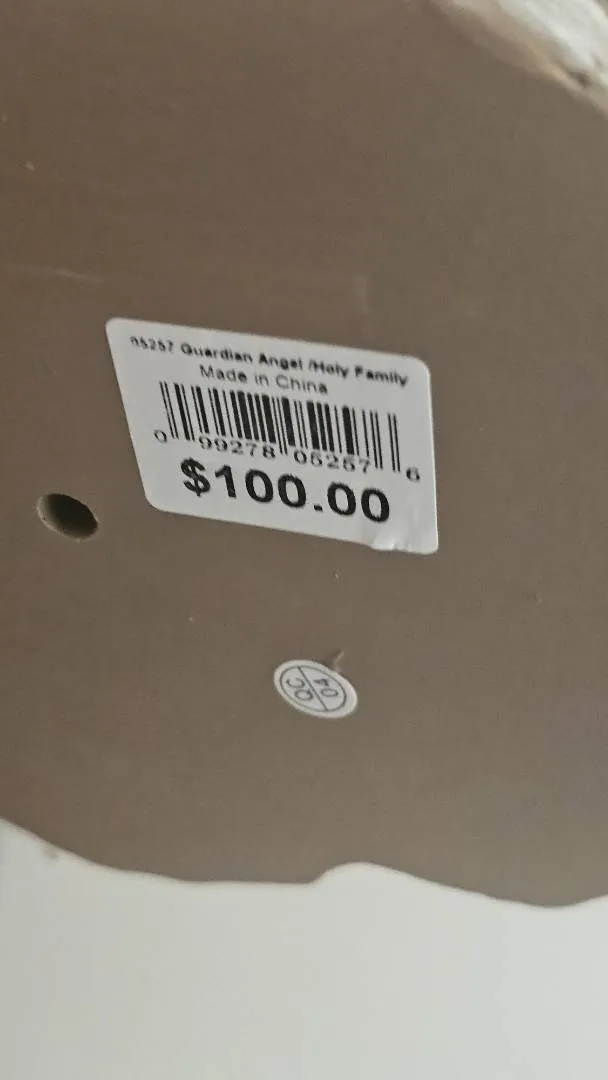 05257 Guardian Angel /Holy Family
Made in China
0 99278 05257 6
$100.00
QC
04